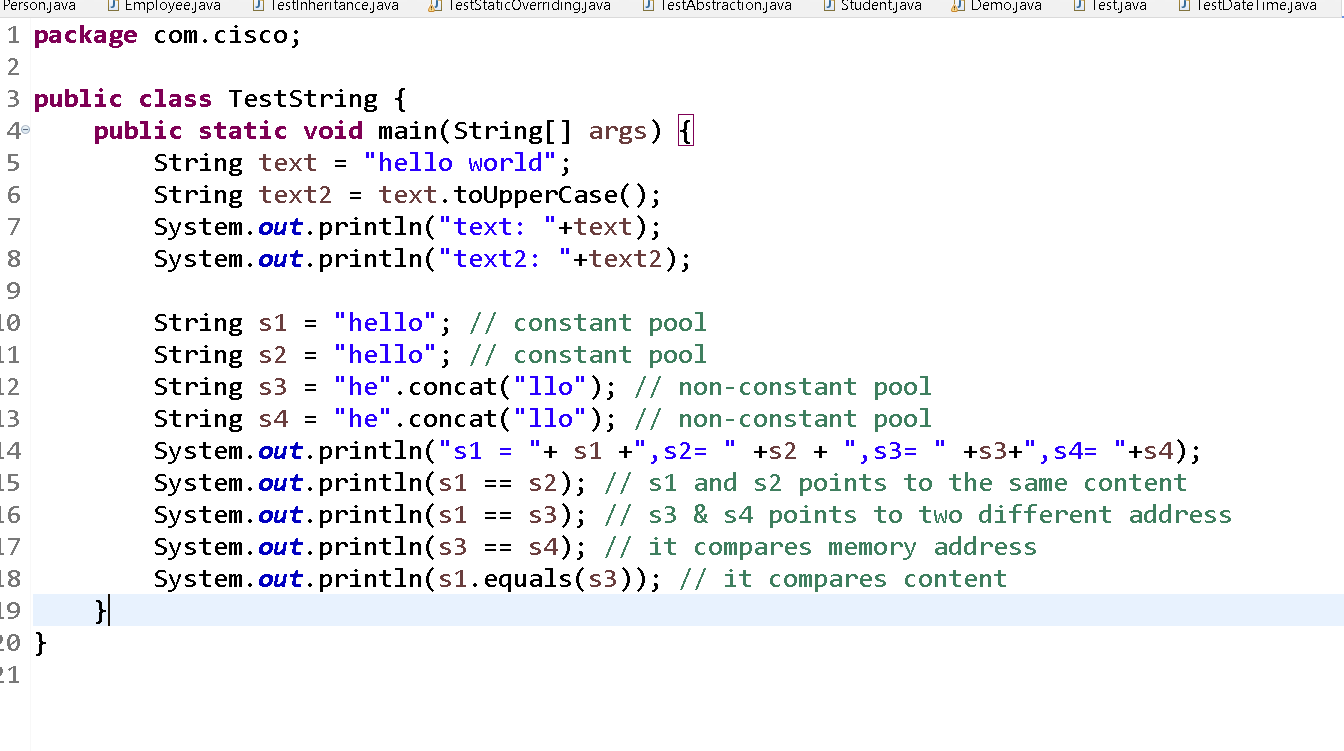 Person.java Employee.java TestInheritance.java TestStaticOverriding.java TestAbstraction.java Student.java Demo.java Test.java TestDateTime.java
1 package com.cisco;
2
3 public class TestString {
4 public static void main(String[] args) {
5 String text = "hello world";
6 String text2 = text.toUpperCase();
7 System.out.println("text: "+text);
8 System.out.println("text2: "+text2);
9
10 String s1 = "hello"; // constant pool
11 String s2 = "hello"; // constant pool
12 String s3 = "he".concat("llo"); // non-constant pool
13 String s4 = "he".concat("llo"); // non-constant pool
14 System.out.println("s1 = "+ s1 +",s2= " +s2 + ",s3= " +s3+",s4= "+s4);
15 System.out.println(s1 == s2); // s1 and s2 points to the same content
16 System.out.println(s1 == s3); // s3 & s4 points to two different address
17 System.out.println(s3 == s4); // it compares memory address
18 System.out.println(s1.equals(s3)); // it compares content
19 }
20 }
21